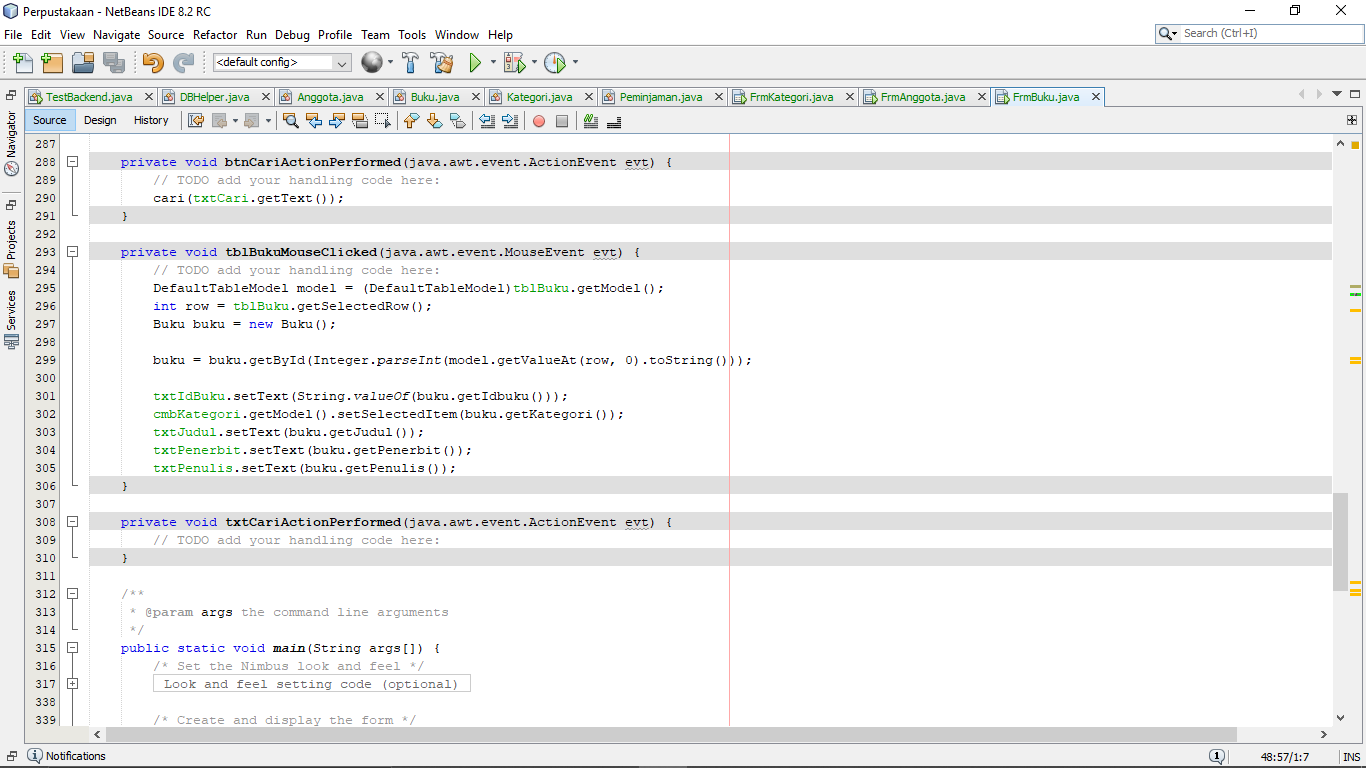 Perpustakaan - NetBeans IDE 8.2 RC
File Edit View Navigate Source Refactor Run Debug Profile Team Tools Window Help
Search (Ctrl+I)
<default config>
TestBackend.java DBHelper.java Anggota.java Buku.java Kategori.java Peminjaman.java FrmKategori.java FrmAnggota.java FrmBuku.java
Source Design History
Navigator
Projects
Services
287
288 private void btnCariActionPerformed(java.awt.event.ActionEvent evt) {
289 // TODO add your handling code here:
290 cari(txtCari.getText());
291 }
292
293 private void tblBukuMouseClicked(java.awt.event.MouseEvent evt) {
294 // TODO add your handling code here:
295 DefaultTableModel model = (DefaultTableModel)tblBuku.getModel();
296 int row = tblBuku.getSelectedRow();
297 Buku buku = new Buku();
298
299 buku = buku.getById(Integer.parseInt(model.getValueAt(row, 0).toString()));
300
301 txtIdBuku.setText(String.valueOf(buku.getIdbuku()));
302 cmbKategori.getModel().setSelectedItem(buku.getKategori());
303 txtJudul.setText(buku.getJudul());
304 txtPenerbit.setText(buku.getPenerbit());
305 txtPenulis.setText(buku.getPenulis());
306 }
307
308 private void txtCariActionPerformed(java.awt.event.ActionEvent evt) {
309 // TODO add your handling code here:
310 }
311
312 /**
313 * @param args the command line arguments
314 */
315 public static void main(String args[]) {
316 /* Set the Nimbus look and feel */
317 Look and feel setting code (optional)
338
339 /* Create and display the form */
Notifications
1
48:57/1:7
INS